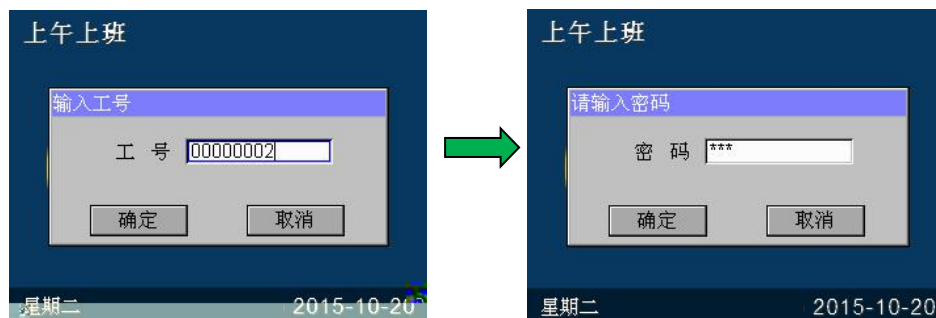 上午上班
输入工号
工 号 00000002
确定 取消
星期二 2015-10-20
上午上班
请输入密码
密 码 ***
确定 取消
星期二 2015-10-20